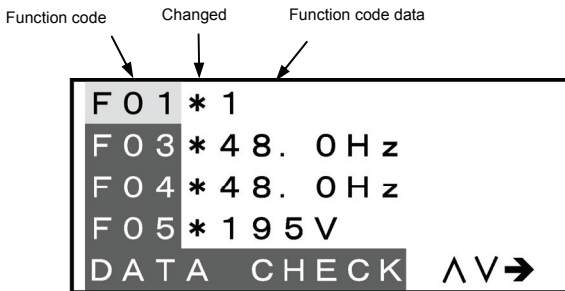 Function code Changed Function code data
F01*1
F03*48. 0Hz
F04*48. 0Hz
F05*195V
DATA CHECK ∧∨➔